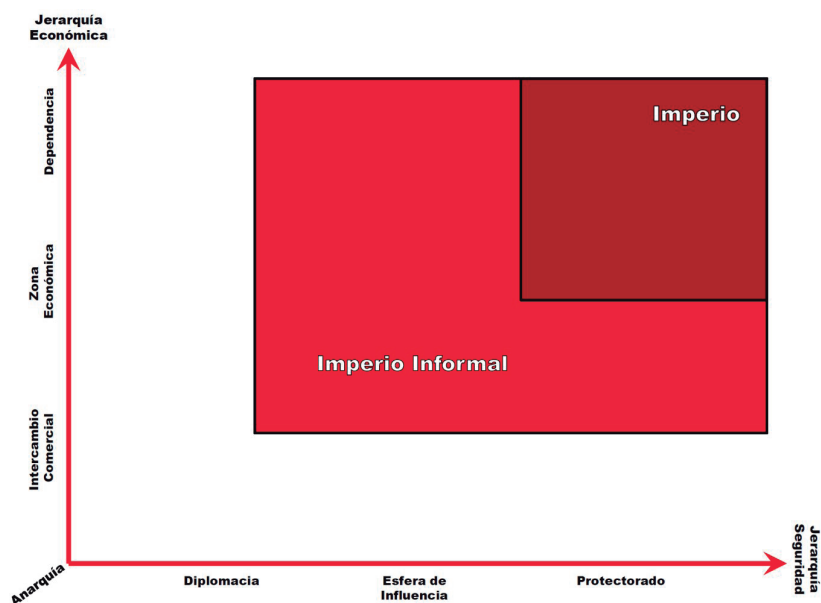 Jerarquía
Económica
Dependencia
Imperio
Zona
Económica
Imperio Informal
Intercambio
Comercial
Jerarquía
Seguridad
Anarquía
Diplomacia
Esfera de
Influencia
Protectorado